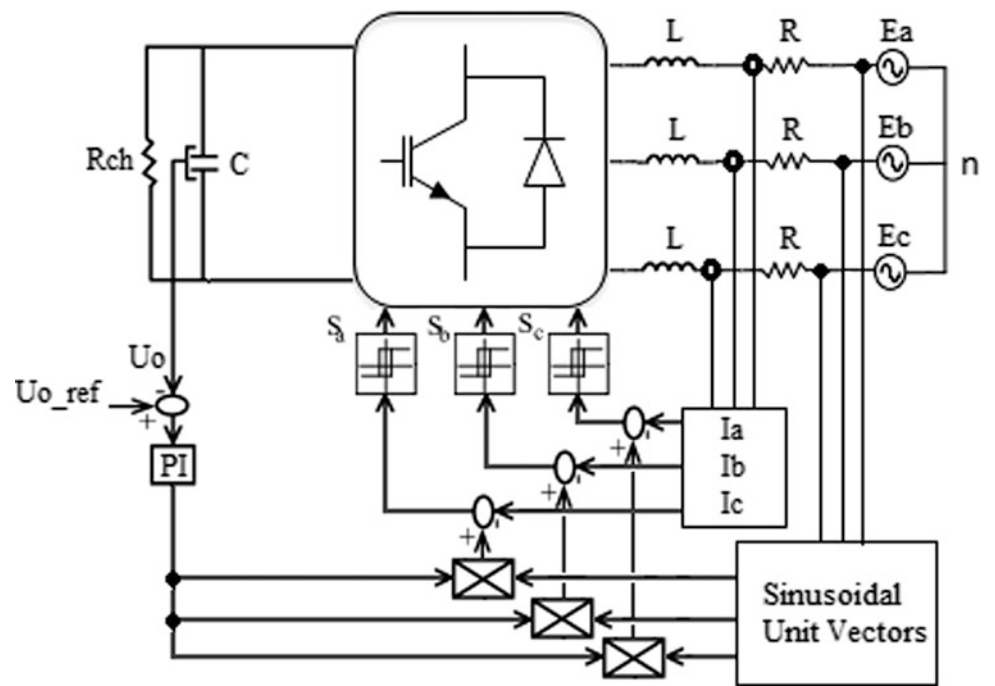 L R Ea
L R Eb
Rch C n
L R Ec
Sa Sb Sc
Uo -
Uo_ref +
PI
Ia
Ib
Ic
+ -
+ -
+ -
Sinusoidal
Unit Vectors